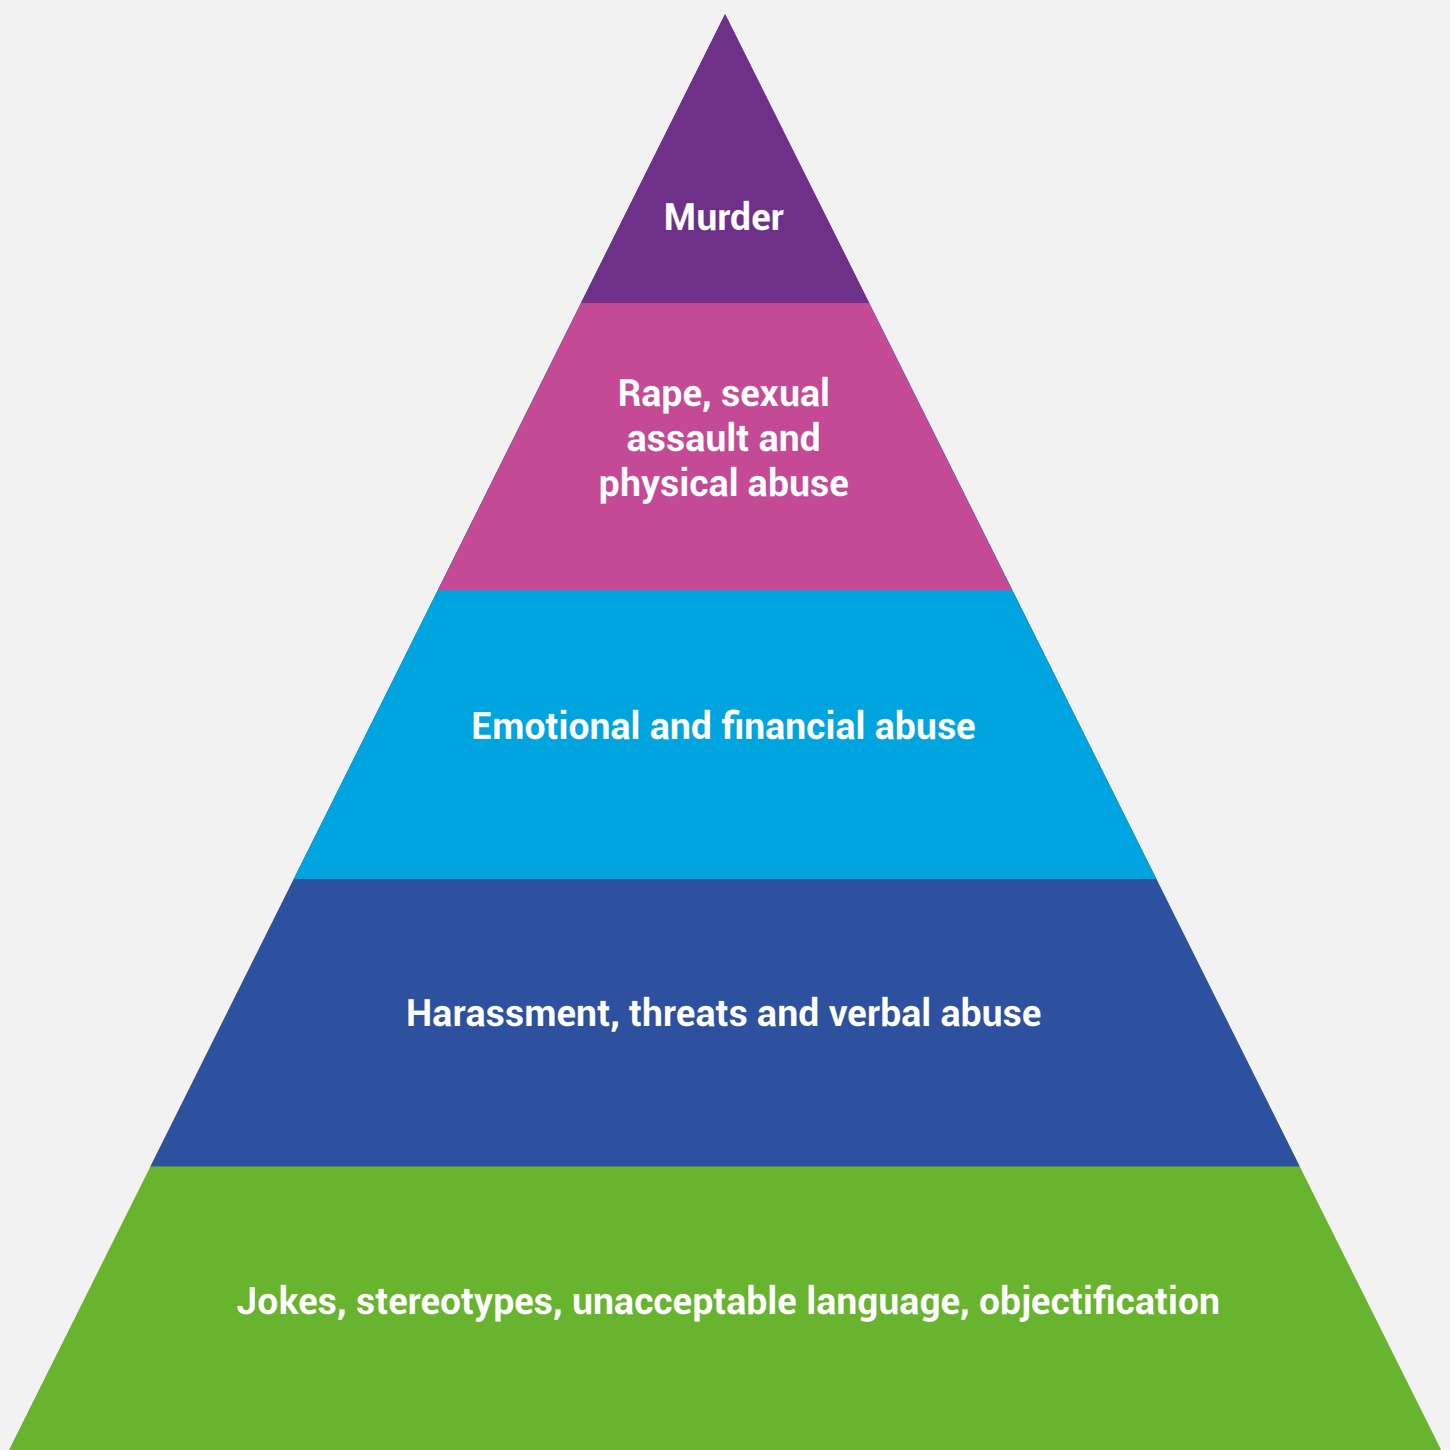 Murder
Rape, sexual
assault and
physical abuse
Emotional and financial abuse
Harassment, threats and verbal abuse
Jokes, stereotypes, unacceptable language, objectification